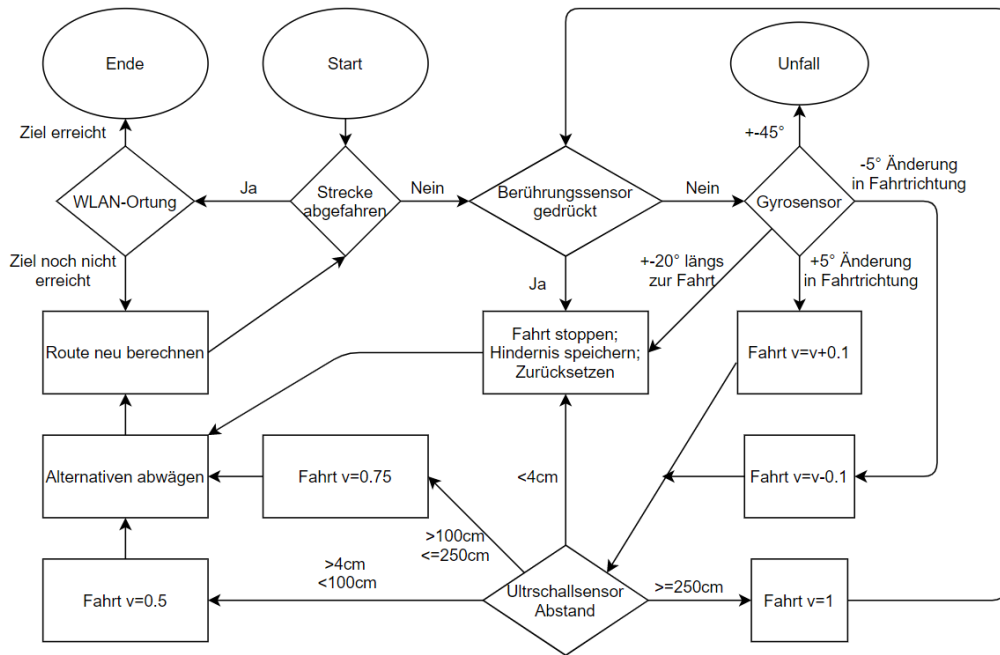 Ende
Start
Unfall
Ziel erreicht
+-45°
-5° Änderung
in Fahrtrichtung
WLAN-Ortung
Ja
Strecke
abgefahren
Nein
Berührungssensor
gedrückt
Nein
Gyrosensor
Ziel noch nicht
erreicht
Ja
+-20° längs
zur Fahrt
+5° Änderung
in Fahrtrichtung
Route neu berechnen
Fahrt stoppen;
Hindernis speichern;
Zurücksetzen
Fahrt v=v+0.1
Alternativen abwägen
Fahrt v=0.75
<4cm
Fahrt v=v-0.1
>100cm
<=250cm
>4cm
<100cm
Fahrt v=0.5
Ultrschallsensor
Abstand
>=250cm
Fahrt v=1